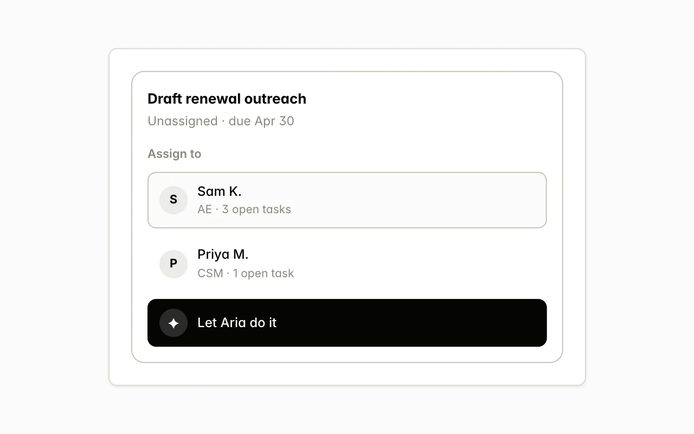 Draft renewal outreach
Unassigned · due Apr 30
Assign to
S
Sam K.
AE · 3 open tasks
P
Priya M.
CSM · 1 open task
Let Aria do it